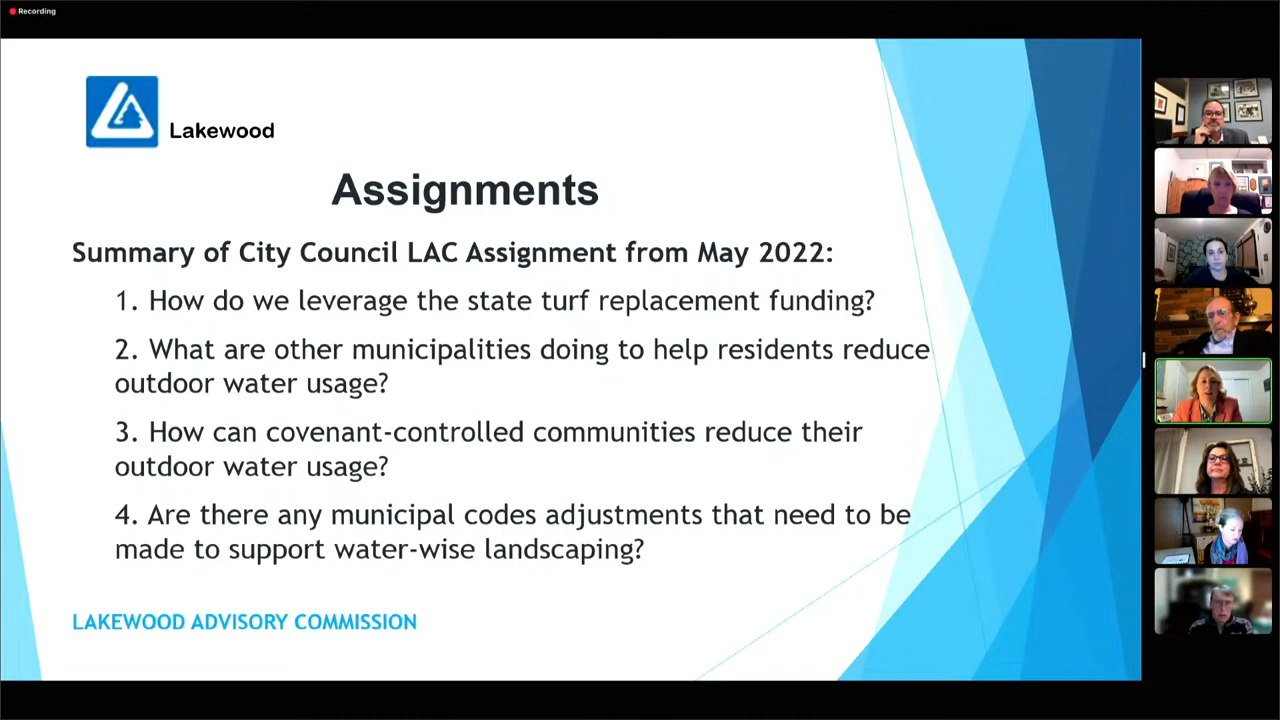 Recording
Lakewood
Assignments
Summary of City Council LAC Assignment from May 2022:
1. How do we leverage the state turf replacement funding?
2. What are other municipalities doing to help residents reduce
outdoor water usage?
3. How can covenant-controlled communities reduce their
outdoor water usage?
4. Are there any municipal codes adjustments that need to be
made to support water-wise landscaping?
LAKEWOOD ADVISORY COMMISSION